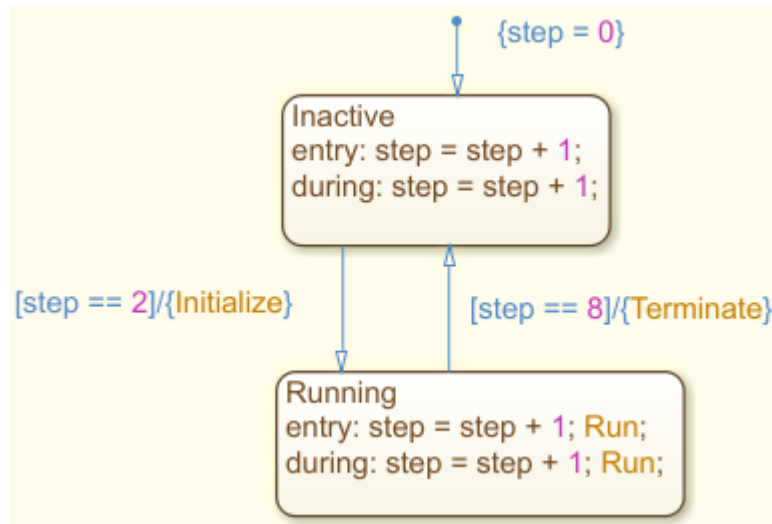 {step = 0}
Inactive
entry: step = step + 1;
during: step = step + 1;
[step == 2]/{Initialize}
[step == 8]/{Terminate}
Running
entry: step = step + 1; Run;
during: step = step + 1; Run;